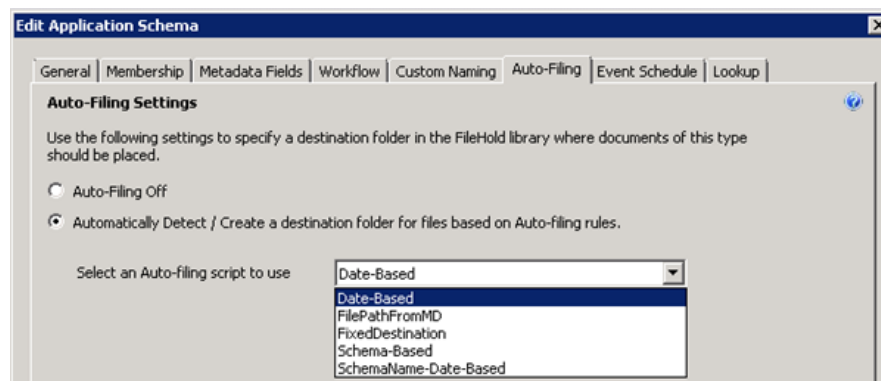 Edit Application Schema
General Membership Metadata Fields Workflow Custom Naming Auto-Filing Event Schedule Lookup
Auto-Filing Settings
Use the following settings to specify a destination folder in the FileHold library where documents of this type
should be placed.
Auto-Filing Off
Automatically Detect / Create a destination folder for files based on Auto-filing rules.
Select an Auto-filing script to use Date-Based
Date-Based
FilePathFromMD
FixedDestination
Schema-Based
SchemaName-Date-Based